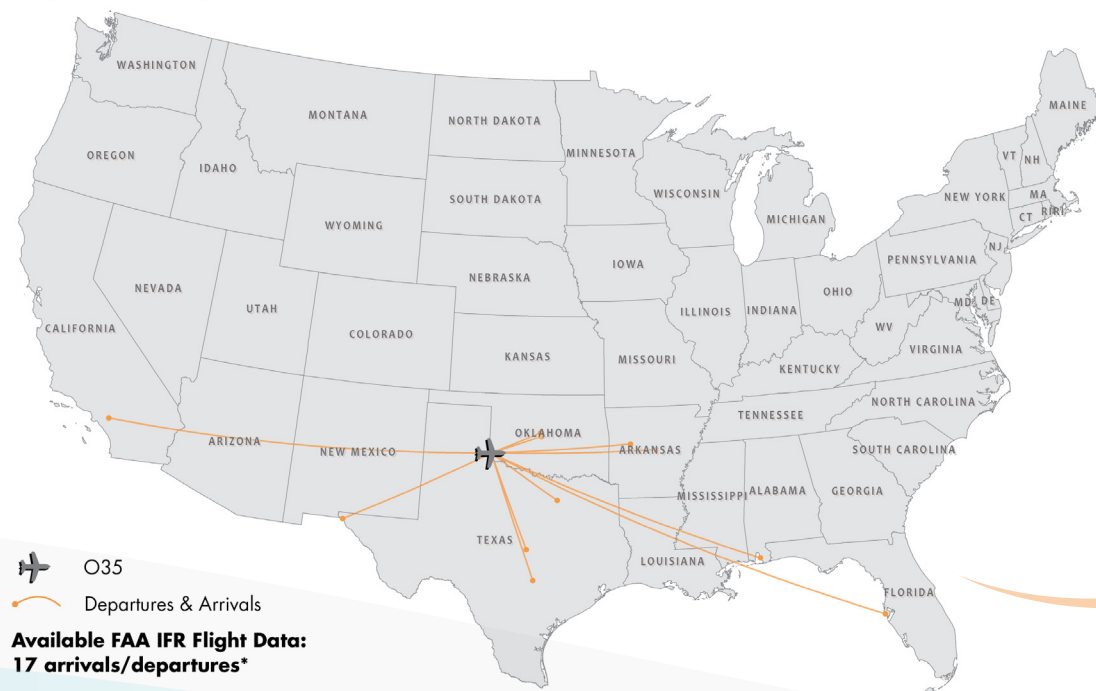 WASHINGTON
MAINE
MONTANA
NORTH DAKOTA
MINNESOTA
VT
NH
OREGON
IDAHO
WISCONSIN
NEW YORK
MA
SOUTH DAKOTA
CT
RI
RI
MICHIGAN
WYOMING
NJ
PENNSYLVANIA
IOWA
NEBRASKA
NEVADA
OHIO
MD
DE
UTAH
ILLINOIS
INDIANA
CALIFORNIA
COLORADO
WV
VIRGINIA
KANSAS
MISSOURI
KENTUCKY
NORTH CAROLINA
TENNESSEE
OKLAHOMA
ARIZONA
NEW MEXICO
ARKANSAS
SOUTH CAROLINA
MISSISSIPPI
ALABAMA
GEORGIA
TEXAS
LOUISIANA
FLORIDA
O35
Departures & Arrivals
Available FAA IFR Flight Data:
17 arrivals/departures*